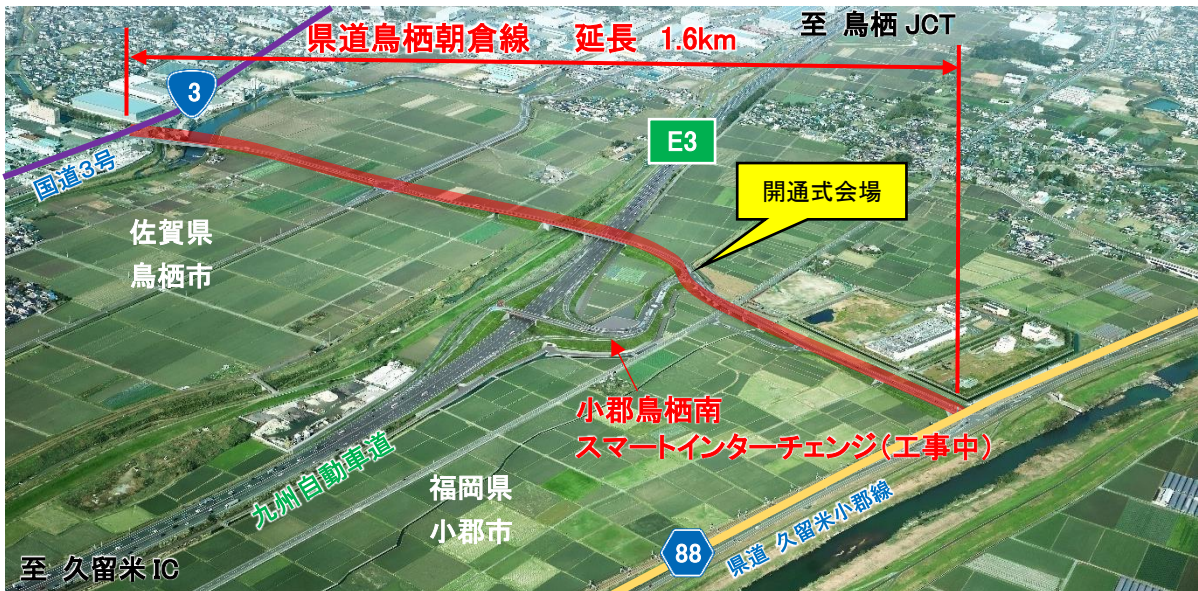 県道鳥栖朝倉線 延長 1.6km
至 鳥栖 JCT
3
国道3号
E3
開通式会場
佐賀県
鳥栖市
小郡鳥栖南
スマートインターチェンジ(工事中)
九州自動車道
福岡県
小郡市
88
県道 久留米小郡線
至 久留米 IC